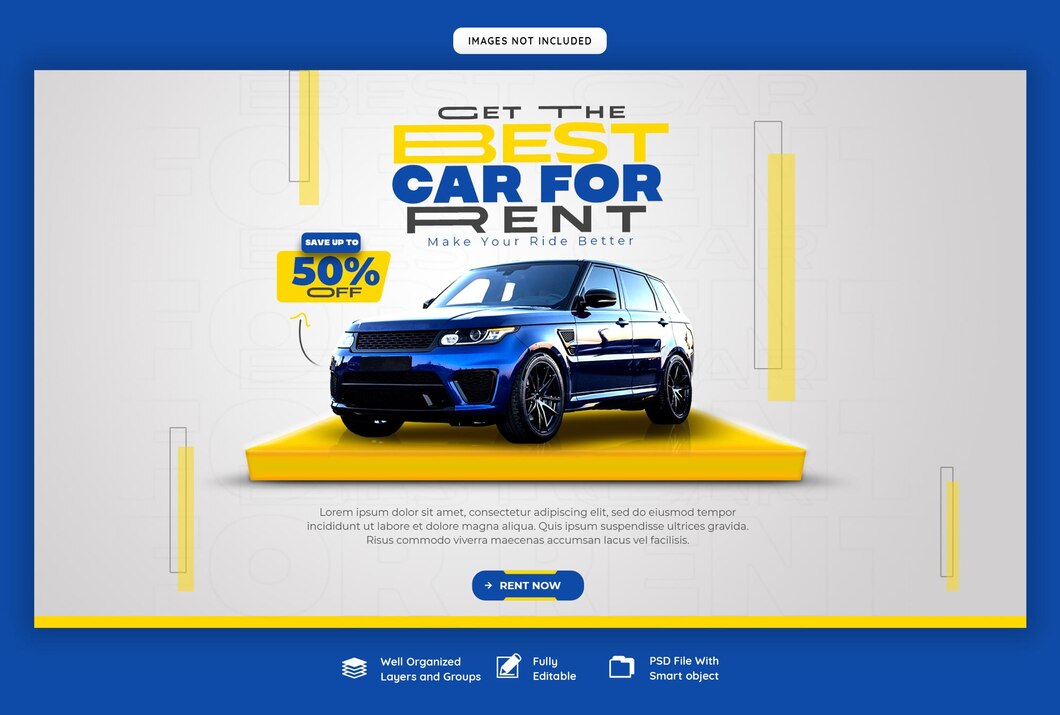 IMAGES NOT INCLUDED
GET THE
BEST
CAR FOR
RENT
Make Your Ride Better
SAVE UP TO
50%
OFF
Lorem ipsum dolor sit amet, consectetur adipiscing elit, sed do eiusmod tempor
incididunt ut labore et dolore magna aliqua. Quis ipsum suspendisse ultrices gravida.
Risus commodo viverra maecenas accumsan lacus vel facilisis.
RENT NOW
Well Organized
Layers and Groups
Fully
Editable
PSD File With
Smart object